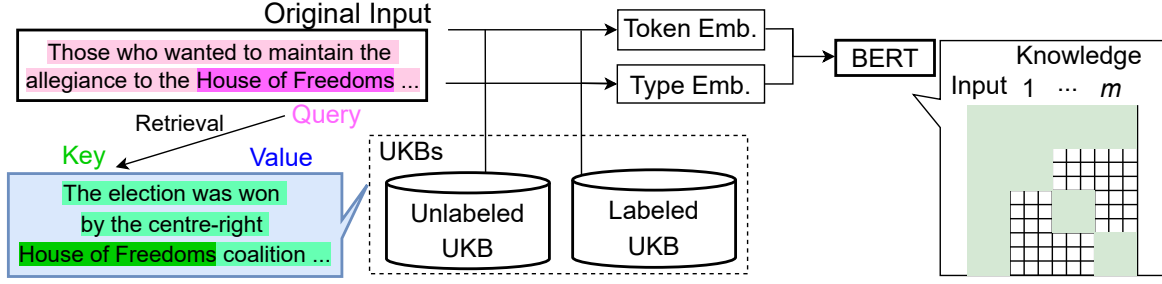 Original Input
Those who wanted to maintain the
allegiance to the House of Freedoms ...
Retrieval
Query
Key
Value
The election was won
by the centre-right
House of Freedoms coalition ...
UKBs
Unlabeled
UKB
Labeled
UKB
Token Emb.
Type Emb.
BERT
Knowledge
Input 1 ... m